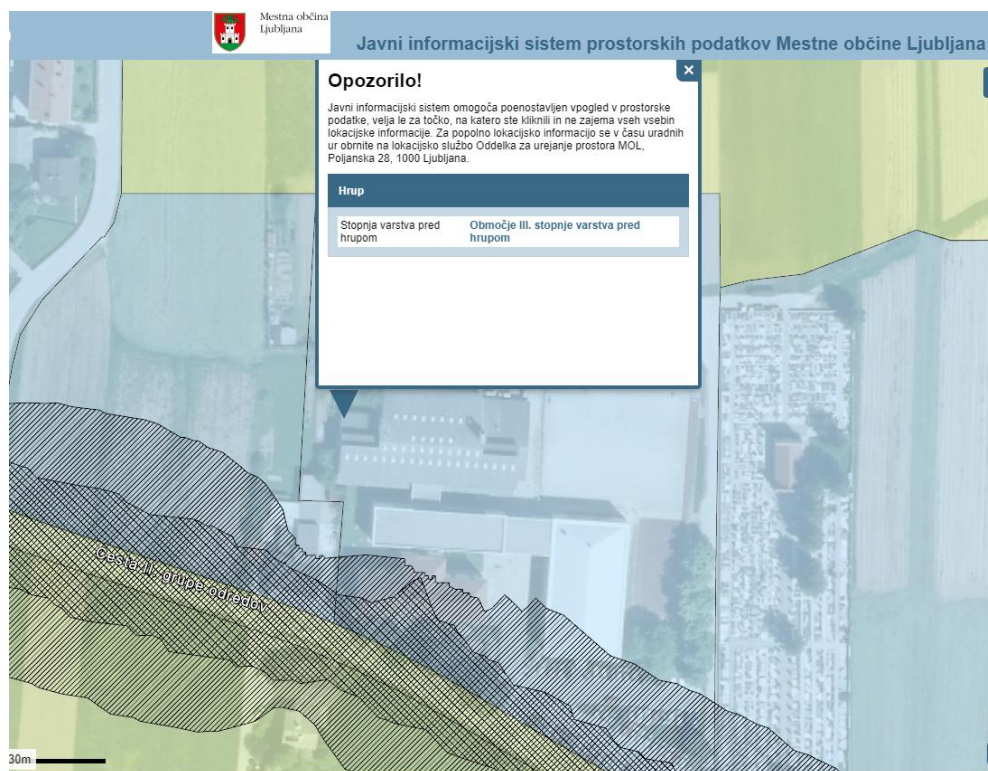 Mestna občina
Ljubljana
Javni informacijski sistem prostorskih podatkov Mestne občine Ljubljana
Opozorilo!
Javni informacijski sistem omogoča poenostavljen vpogled v prostorske
podatke, velja le za točko, na katero ste kliknili in ne zajema vseh vsebin
lokacijske informacije. Za popolno lokacijsko informacijo se v času uradnih
ur obrnite na lokacijsko službo Oddelka za urejanje prostora MOL,
Poljanska 28, 1000 Ljubljana.
Hrup
Stopnja varstva pred
hrupom
Območje III. stopnje varstva pred
hrupom
Cesta II. grupe odredov
30m